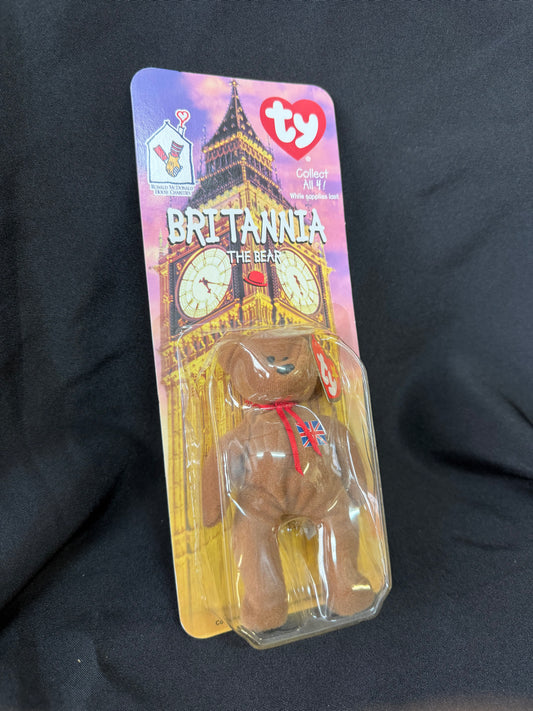 ty
Collect
All 4!
While supplies last
RONALD MCDONALD
HOUSE CHARITIES
BRITANNIA
THE BEAR
ty